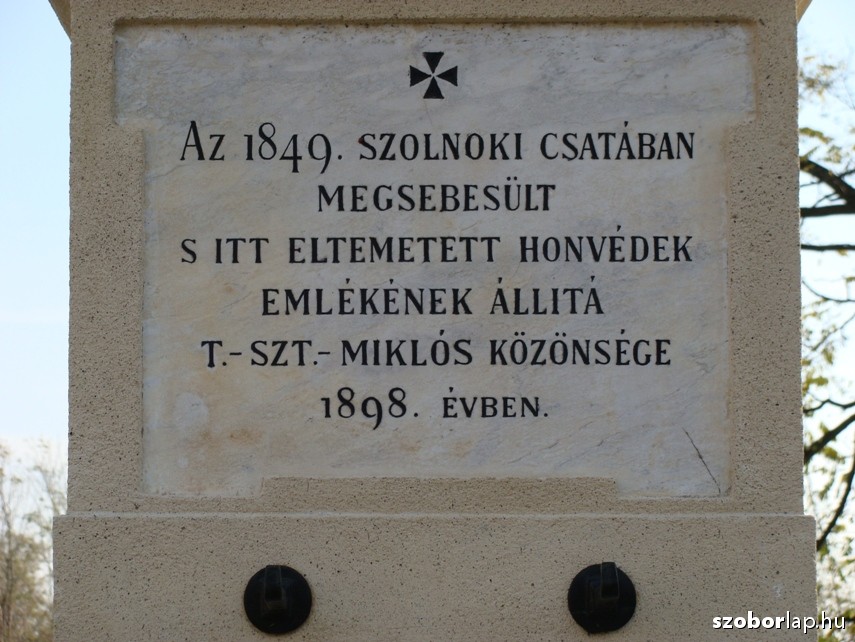 Az 1849. SZOLNOKI CSATÁBAN
MEGSEBESÜLT
S ITT ELTEMETETT HONVÉDEK
EMLÉKÉNEK ÁLLITÁ
T.-SZT.-MIKLÓS KÖZÖNSÉGE
1898. ÉVBEN.
szoborlap.hu